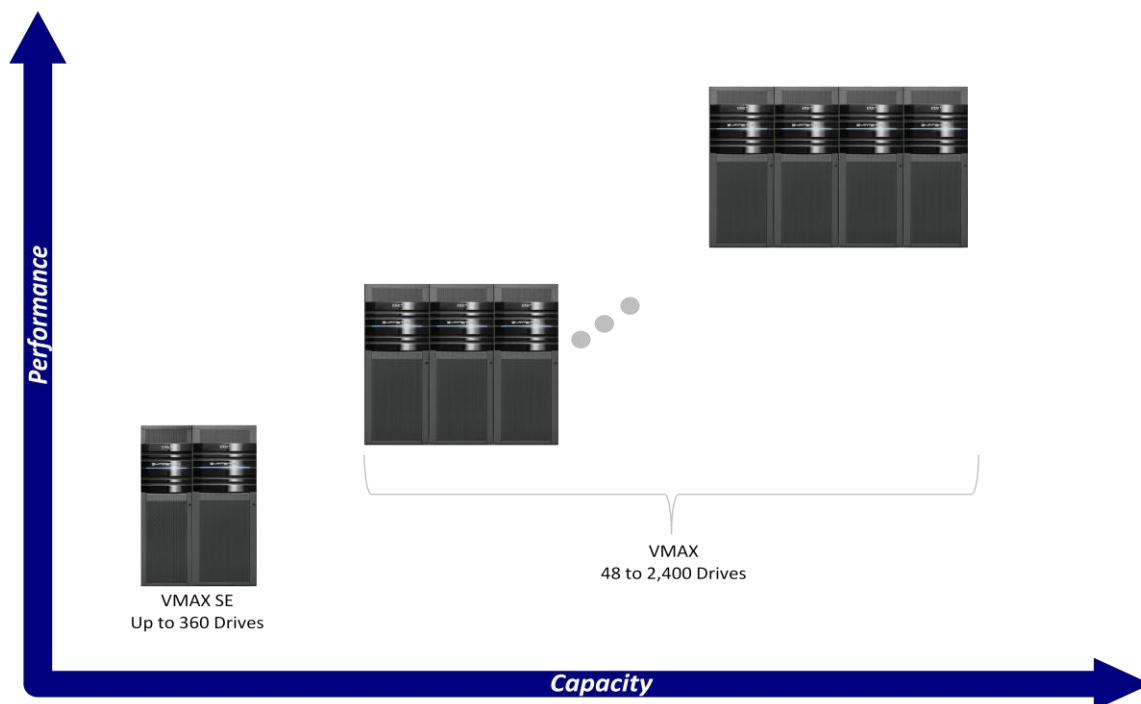 Performance
VMAX
48 to 2,400 Drives
VMAX SE
Up to 360 Drives
Capacity